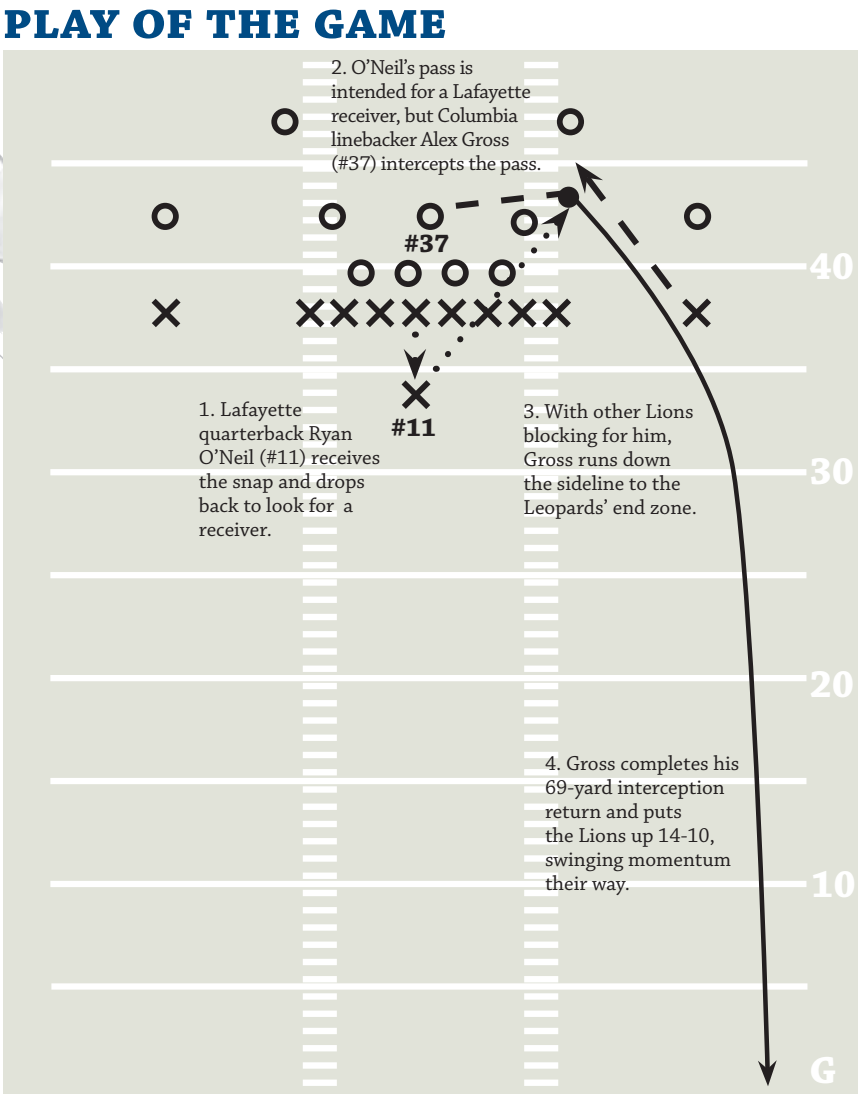 PLAY OF THE GAME
2. O'Neil's pass is
intended for a Lafayette
receiver, but Columbia
linebacker Alex Gross
(#37) intercepts the pass.
#37
40
#11
1. Lafayette
quarterback Ryan
O'Neil (#11) receives
the snap and drops
back to look for a
receiver.
3. With other Lions
blocking for him,
Gross runs down
the sideline to the
Leopards' end zone.
30
20
4. Gross completes his
69-yard interception
return and puts
the Lions up 14-10,
swinging momentum
their way.
10
G